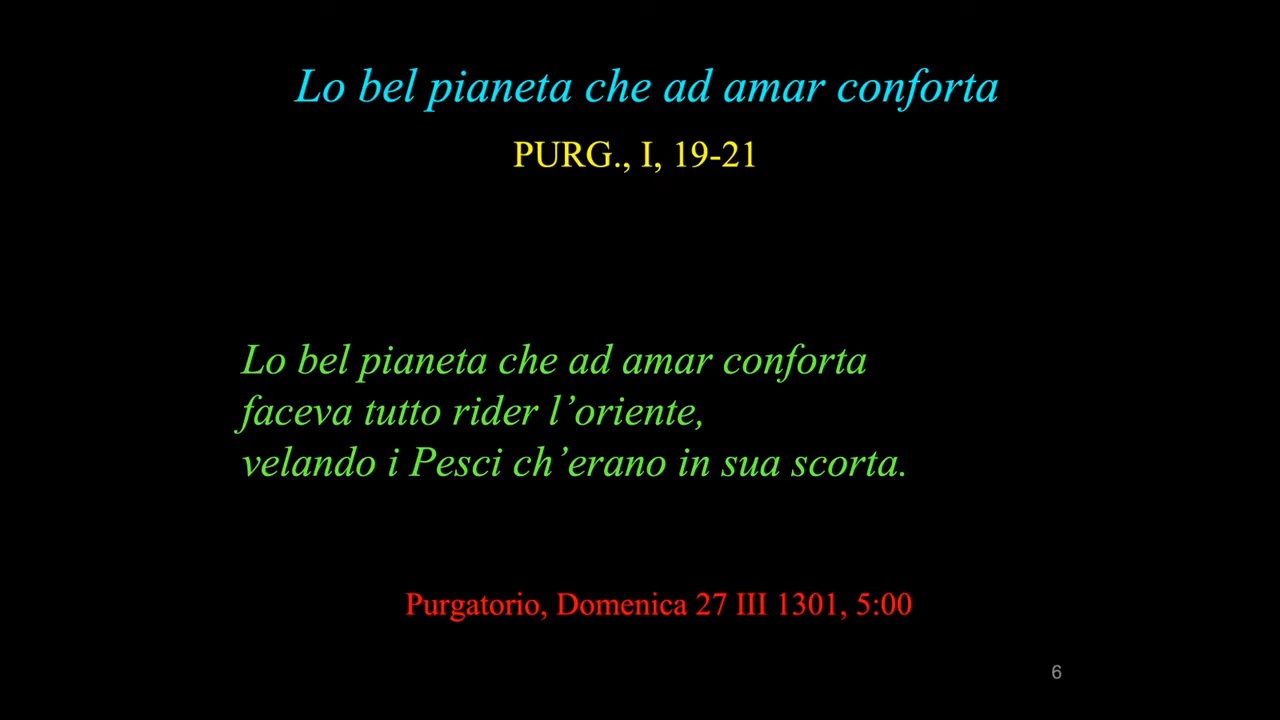 Lo bel pianeta che ad amar conforta
PURG., I, 19-21
Lo bel pianeta che ad amar conforta
faceva tutto rider l’oriente,
velando i Pesci ch’erano in sua scorta.
Purgatorio, Domenica 27 III 1301, 5:00
6